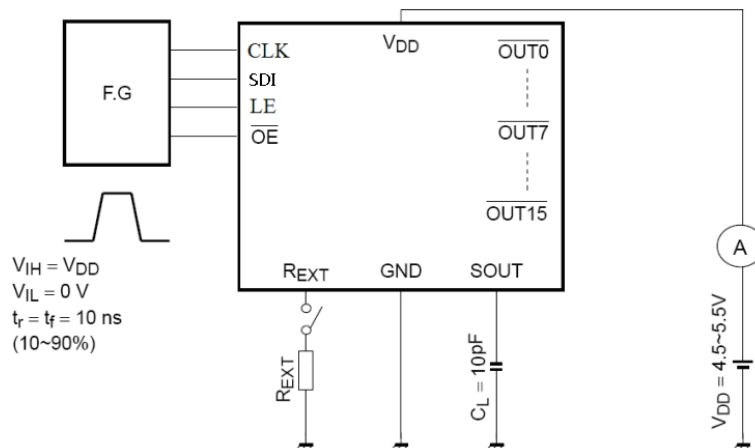 F.G
CLK
SDI
LE
OE
VDD
OUT0
OUT7
OUT15
REXT
GND
SOUT
A
VIH = VDD
VIL = 0 V
tr = tf = 10 ns
(10~90%)
REXT
CL = 10pF
VDD = 4.5~5.5V